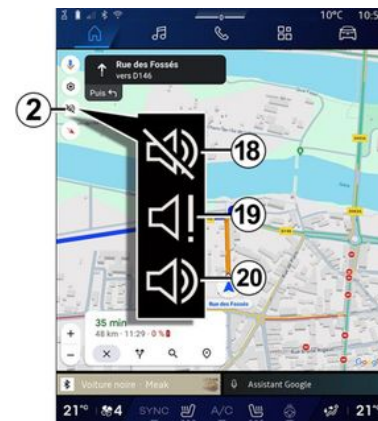 10°C 10:5
Rue des Fossés
vers D146
Puis
2
18
19
20
Rue des Fossés
35 min
48 km · 11:29 · 0 %
Voiture noire · Meak
Assistant Google
21°° 4 SYNC A/C 21°°